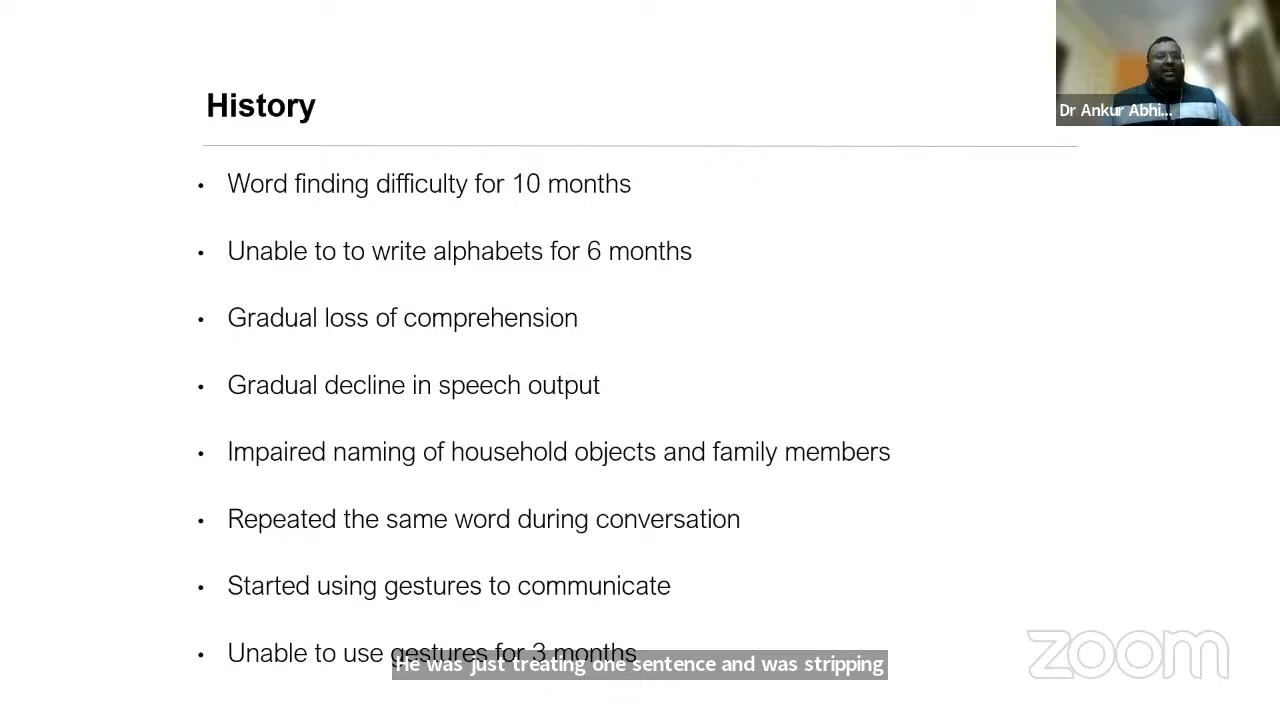 Dr Ankur Abhi...
History
• Word finding difficulty for 10 months
• Unable to to write alphabets for 6 months
• Gradual loss of comprehension
• Gradual decline in speech output
• Impaired naming of household objects and family members
• Repeated the same word during conversation
• Started using gestures to communicate
• Unable to use gestures for 3 months
He was just treating one sentence and was stripping
zoom